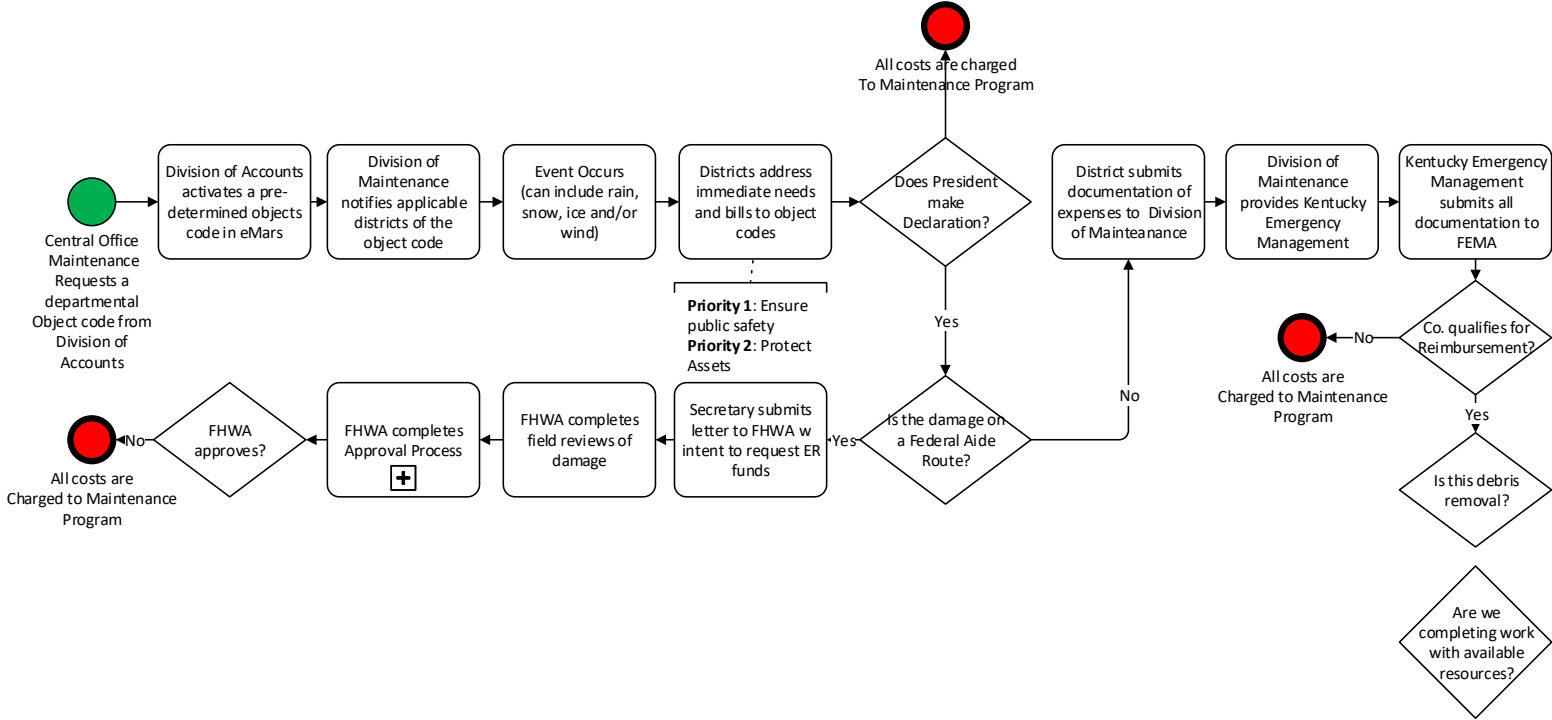 All costs are charged
To Maintenance Program
Central Office
Maintenance
Requests a
departmental
Object code from
Division of
Accounts
Division of Accounts
activates a pre-
determined objects
code in eMars
Division of
Maintenance
notifies applicable
districts of the
object code
Event Occurs
(can include rain,
snow, ice and/or
wind)
Districts address
immediate needs
and bills to object
codes
Priority 1: Ensure
public safety
Priority 2: Protect
Assets
Does President
make
Declaration?
Yes
Is the damage on
a Federal Aide
Route?
No
District submits
documentation of
expenses to Division
of Mainteanance
Division of
Maintenance
provides Kentucky
Emergency
Management
Kentucky Emergency
Management
submits all
documentation to
FEMA
Co. qualifies for
Reimbursement?
No
All costs are
Charged to Maintenance
Program
Yes
Is this debris
removal?
Are we
completing work
with available
resources?
Yes
Secretary submits
letter to FHWA w
intent to request ER
funds
FHWA completes
field reviews of
damage
FHWA completes
Approval Process
FHWA
approves?
No
All costs are
Charged to Maintenance
Program